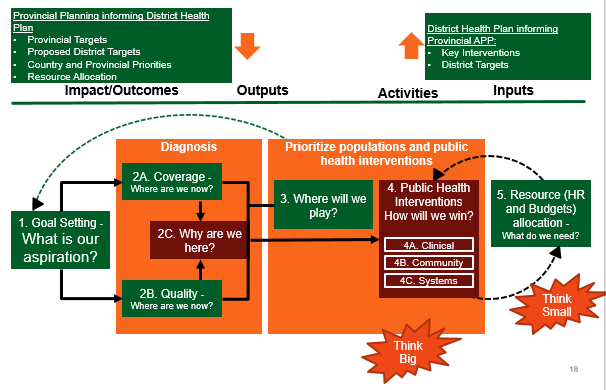 Provincial Planning informing District Health
Plan
• Provincial Targets
• Proposed District Targets
• Country and Provincial Priorities
• Resource Allocation
District Health Plan informing
Provincial APP:
• Key Interventions
• District Targets
Impact/Outcomes
Outputs
Activities
Inputs
Diagnosis
Prioritize populations and public
health interventions
1. Goal Setting -
What is our
aspiration?
2A. Coverage -
Where are we now?
2C. Why are we
here?
2B. Quality -
Where are we now?
3. Where will we
play?
4. Public Health
Interventions
How will we win?
4A. Clinical
4B. Community
4C. Systems
5. Resource (HR
and Budgets)
allocation -
What do we need?
Think
Big
Think
Small
18